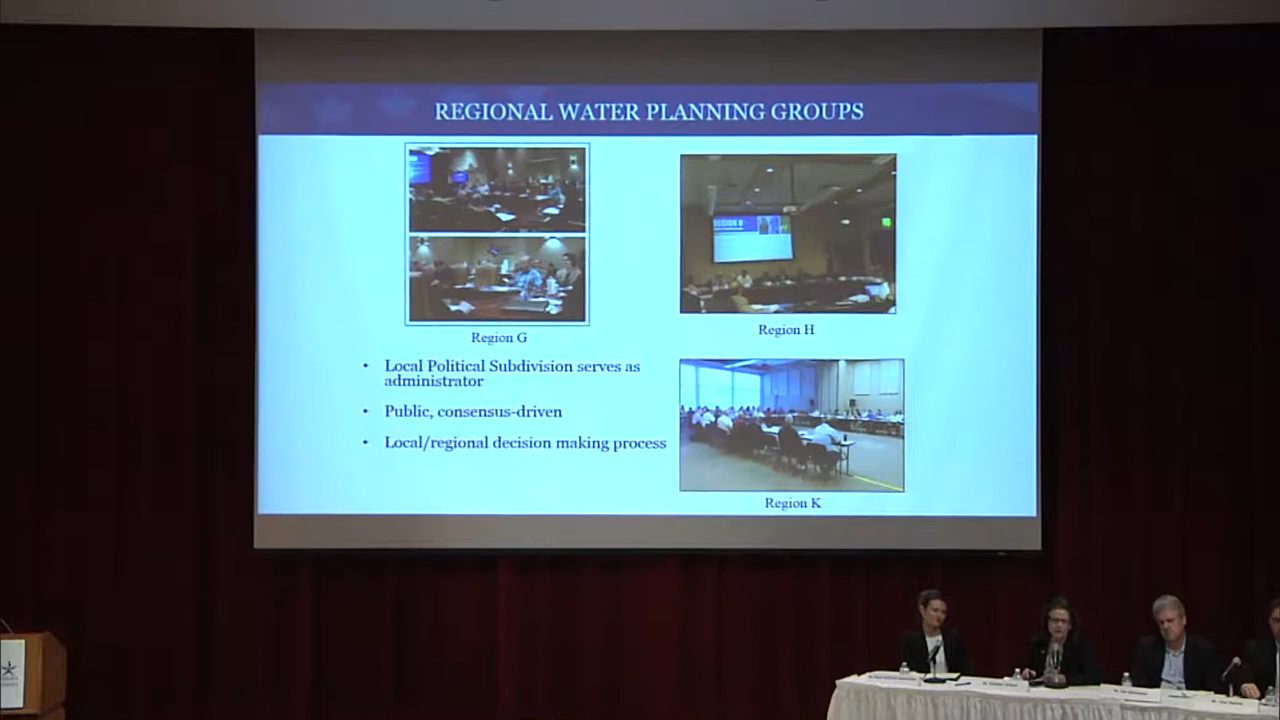 REGIONAL WATER PLANNING GROUPS
REGION H
Region G
Region H
• Local Political Subdivision serves as
administrator
• Public, consensus-driven
• Local/regional decision making process
Region K